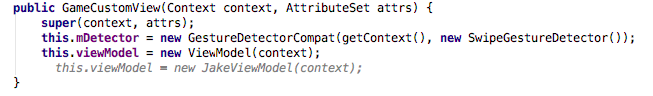 public GameCustomView(Context context, AttributeSet attrs) {
super(context, attrs);
this.mDetector = new GestureDetectorCompat(getContext(), new SwipeGestureDetector());
this.viewModel = new ViewModel(context);
this.viewModel = new JakeViewModel(context);
}